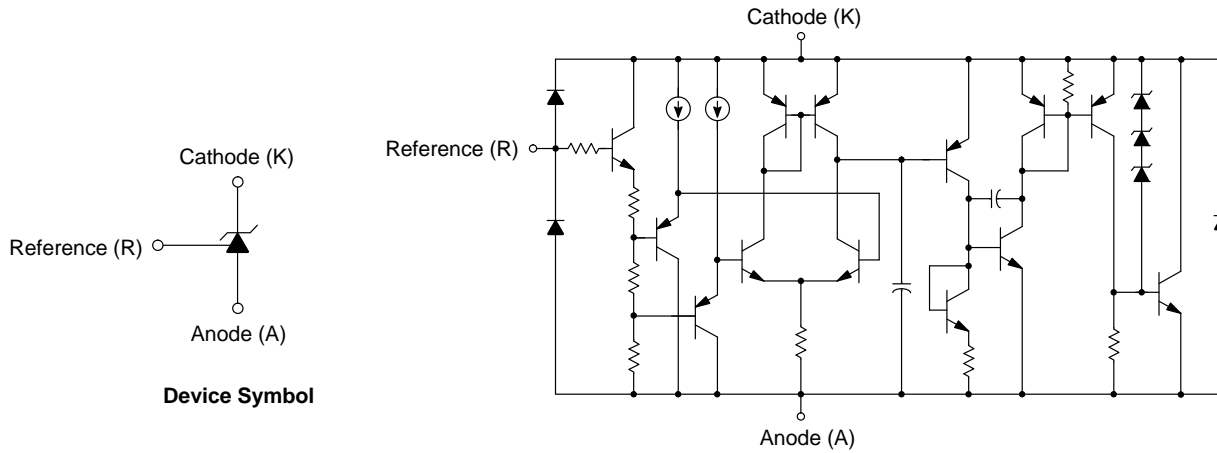 Cathode (K)
Reference (R)
Anode (A)
Device Symbol
Cathode (K)
Reference (R)
Anode (A)